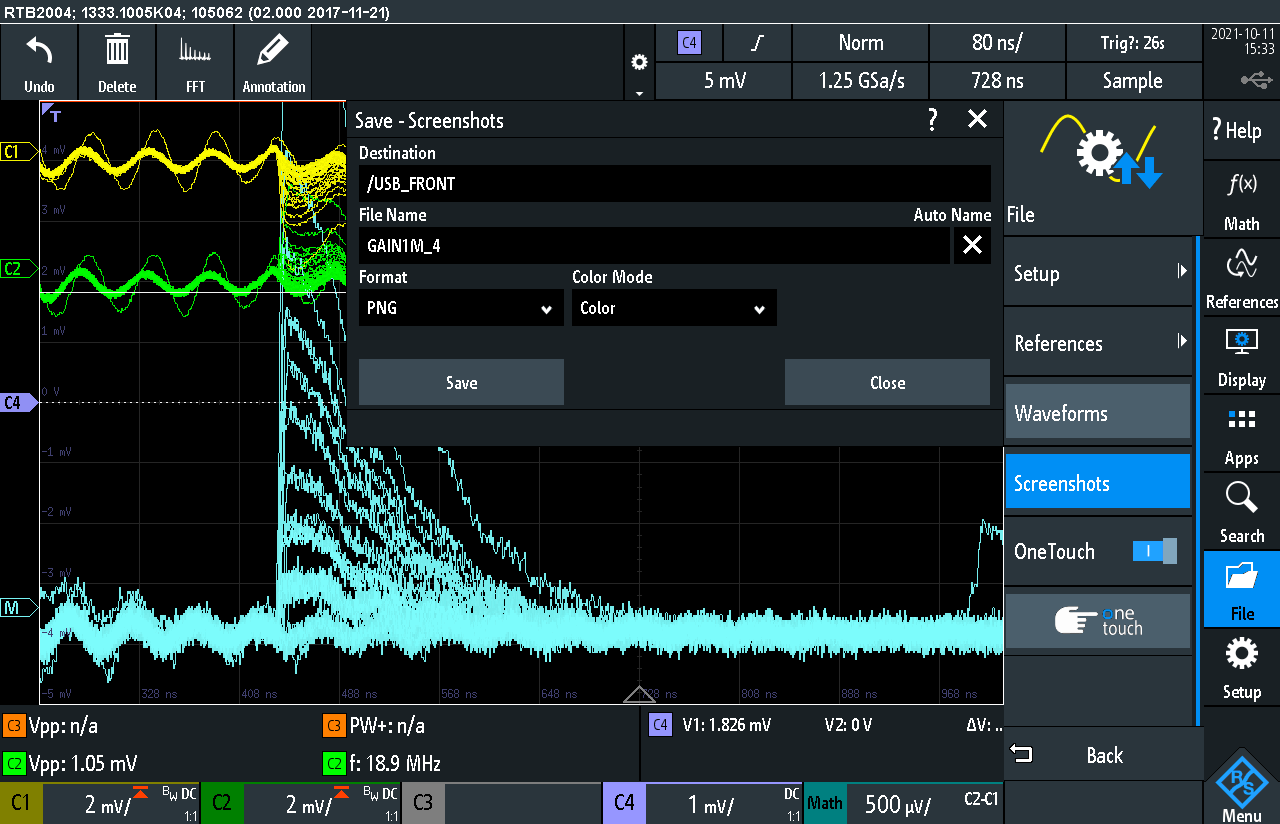 RTB2004; 1333.1005K04; 105062 (02.000 2017-11-21)
Undo
Delete
FFT
Annotation
C4
Norm
80 ns/
Trig?: 26s
5 mV
1.25 GSa/s
728 ns
Sample
2021-10-11
15:33
T
C1
C2
C4
M
4 mV
3 mV
2 mV
1 mV
0 V
-1 mV
-2 mV
-3 mV
-4 mV
-5 mV
328 ns
408 ns
488 ns
568 ns
648 ns
808 ns
888 ns
968 ns
Save - Screenshots
?
Destination
/USB_FRONT
File Name
Auto Name
GAIN1M_4
Format
Color Mode
PNG
Color
Save
Close
File
Setup
References
Waveforms
Screenshots
OneTouch
one
touch
Back
? Help
f(x)
Math
References
Display
Apps
Search
File
Setup
R&S
Menu
C3 Vpp: n/a
C3 PW+: n/a
C4 V1: 1.826 mV
V2: 0 V
ΔV: ..
C2 Vpp: 1.05 mV
C2 f: 18.9 MHz
C1
2 mV/
BW DC
1:1
C2
2 mV/
BW DC
1:1
C3
C4
1 mV/
DC
1:1
Math
500 µV/
C2-C1